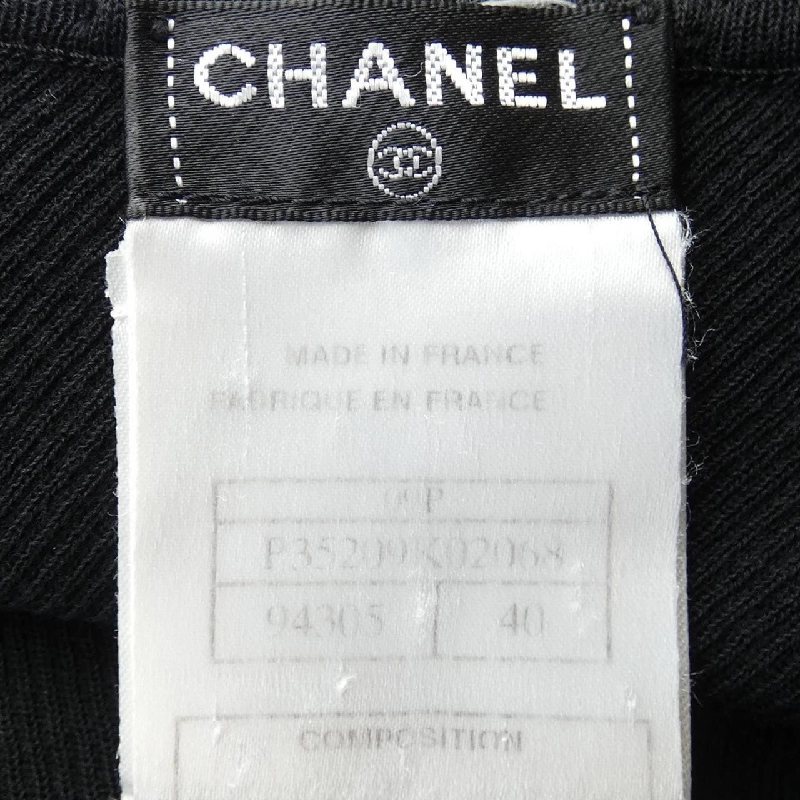 CHANEL
MADE IN FRANCE
FABRIQUE EN FRANCE
09P
P35209K02068
94305 40
COMPOSITION